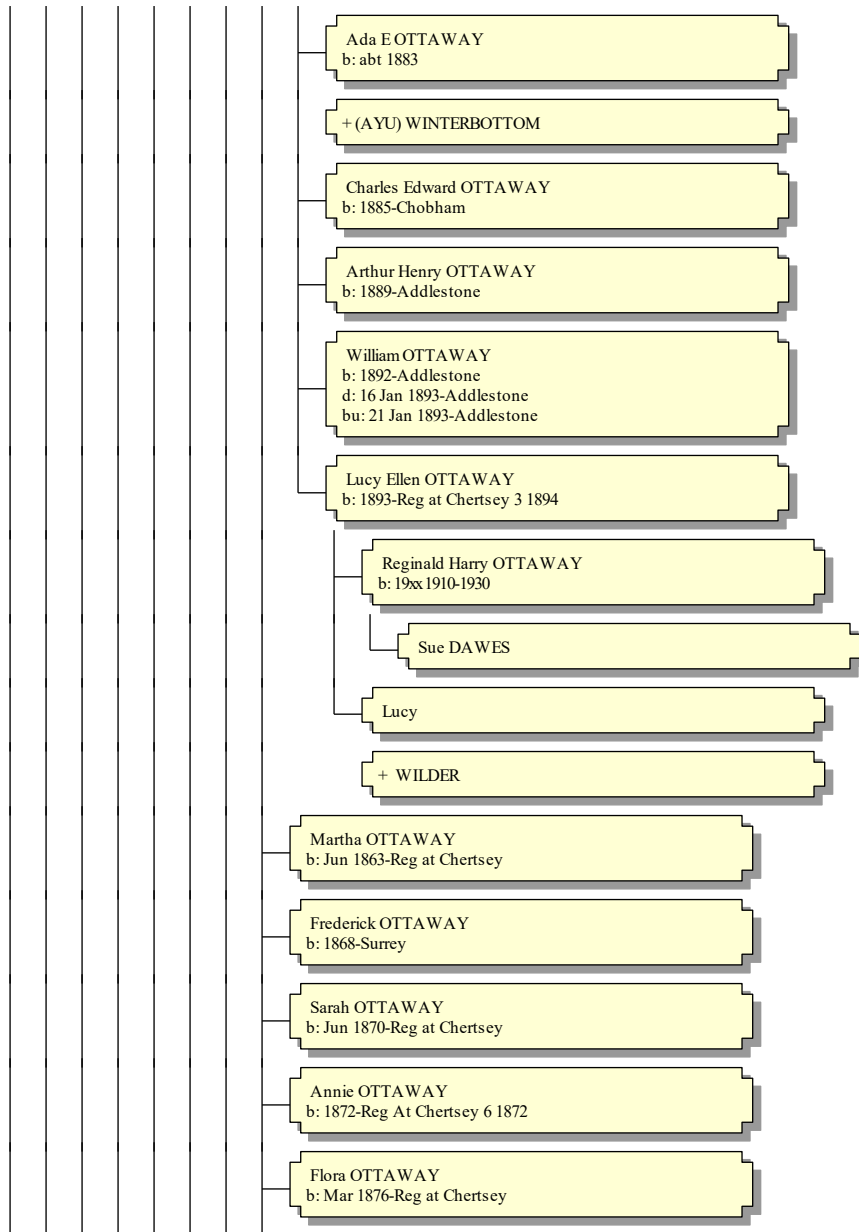 Ada E OTTAWAY
b: abt 1883
+ (AYU) WINTERBOTTOM
Charles Edward OTTAWAY
b: 1885-Chobham
Arthur Henry OTTAWAY
b: 1889-Addlestone
William OTTAWAY
b: 1892-Addlestone
d: 16 Jan 1893-Addlestone
bu: 21 Jan 1893-Addlestone
Lucy Ellen OTTAWAY
b: 1893-Reg at Chertsey 3 1894
Reginald Harry OTTAWAY
b: 19xx 1910-1930
Sue DAWES
Lucy
+ WILDER
Martha OTTAWAY
b: Jun 1863-Reg at Chertsey
Frederick OTTAWAY
b: 1868-Surrey
Sarah OTTAWAY
b: Jun 1870-Reg at Chertsey
Annie OTTAWAY
b: 1872-Reg At Chertsey 6 1872
Flora OTTAWAY
b: Mar 1876-Reg at Chertsey